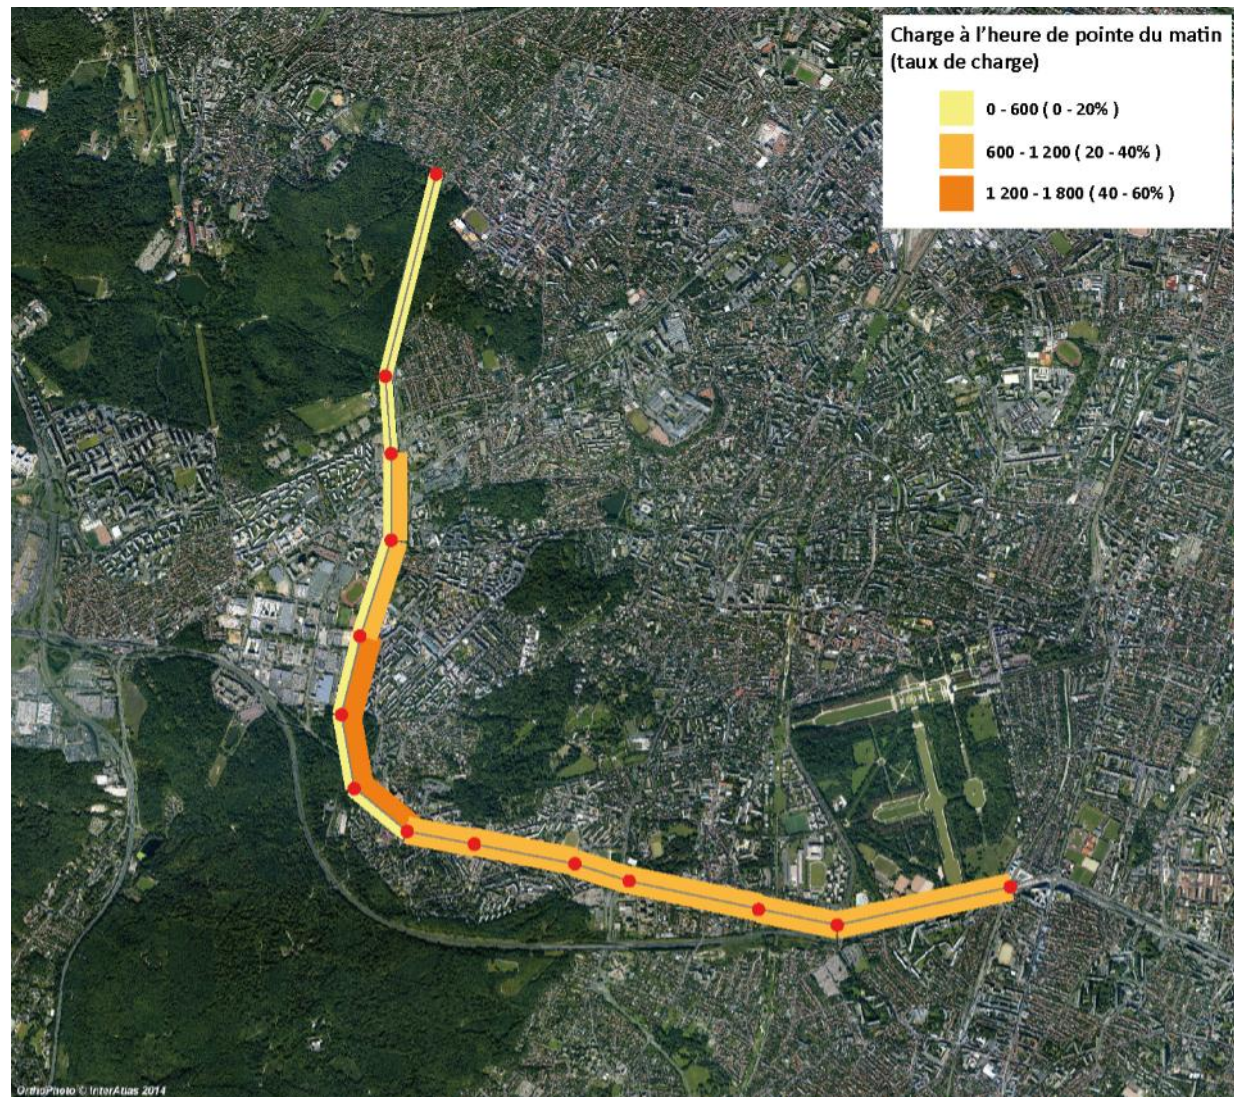 Charge à l'heure de pointe du matin
(taux de charge)
0 - 600 ( 0 - 20% )
600 - 1 200 ( 20 - 40% )
1 200 - 1 800 ( 40 - 60% )
OrthoPhoto © InterAtlas 2014